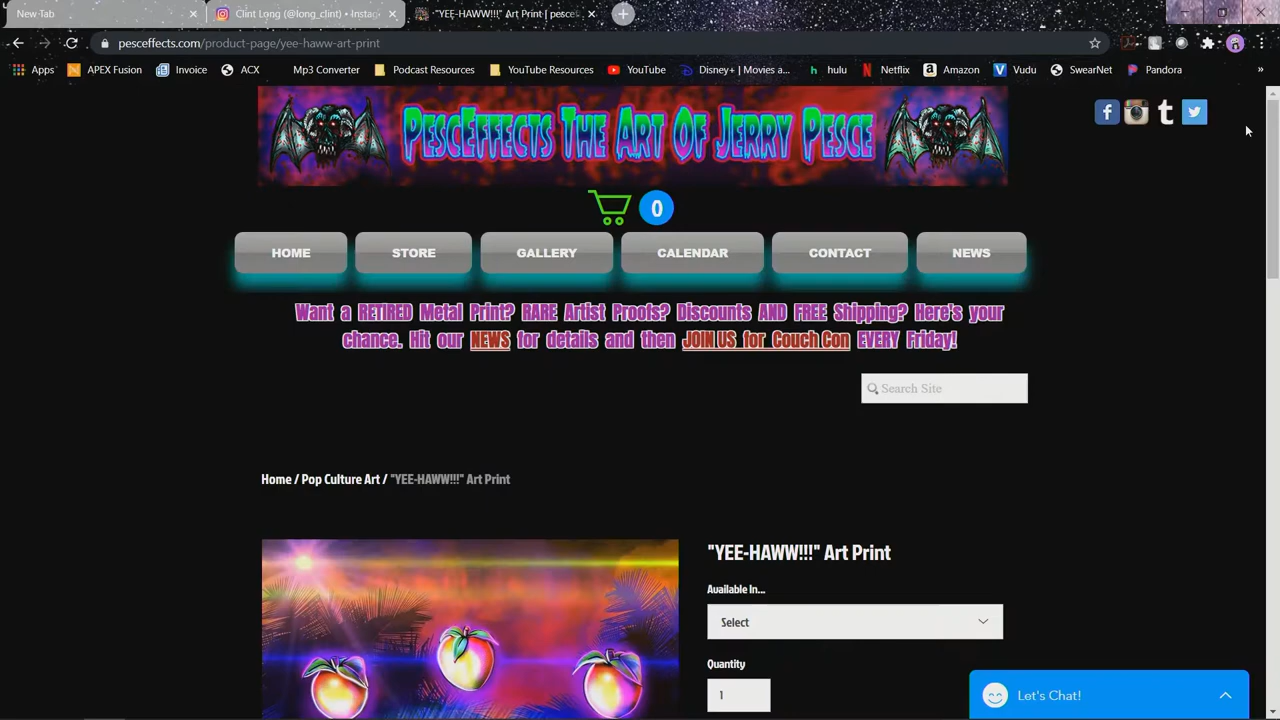 New Tab
Clint Long (@long_clint) • Instag
"YEE-HAWW!!!" Art Print | pescef
pesceffects.com/product-page/yee-haww-art-print
Apps
APEX Fusion
Invoice
ACX
Mp3 Converter
Podcast Resources
YouTube Resources
YouTube
Disney+ | Movies a...
hulu
Netflix
Amazon
Vudu
SwearNet
Pandora
»
PescEffects The Art Of Jerry Pesce
0
HOME
STORE
GALLERY
CALENDAR
CONTACT
NEWS
Want a RETIRED Metal Print? RARE Artist Proofs? Discounts AND FREE Shipping? Here's your
chance. Hit our NEWS for details and then JOIN US for Couch Con EVERY Friday!
Search Site
Home / Pop Culture Art / "YEE-HAWW!!!" Art Print
"YEE-HAWW!!!" Art Print
Available In...
Select
Quantity
1
Let's Chat!